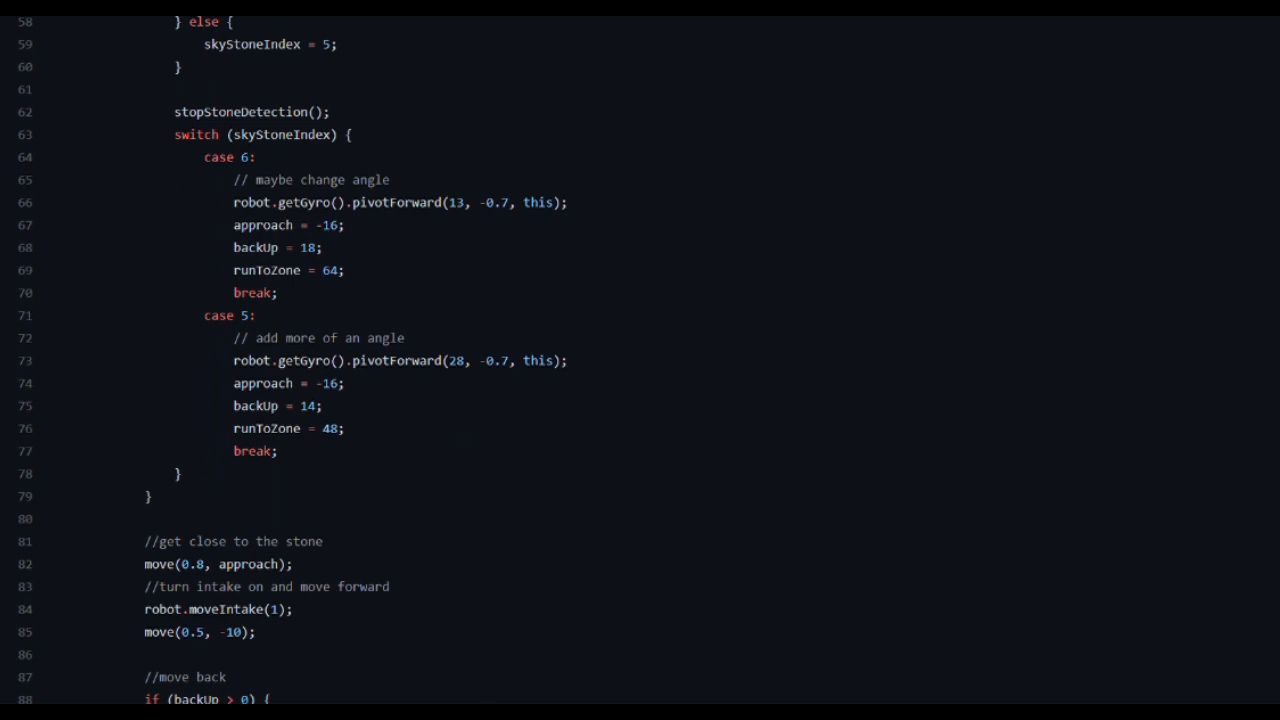 58 } else {
59 skyStoneIndex = 5;
60 }
61
62 stopStoneDetection();
63 switch (skyStoneIndex) {
64 case 6:
65 // maybe change angle
66 robot.getGyro().pivotForward(13, -0.7, this);
67 approach = -16;
68 backUp = 18;
69 runToZone = 64;
70 break;
71 case 5:
72 // add more of an angle
73 robot.getGyro().pivotForward(28, -0.7, this);
74 approach = -16;
75 backUp = 14;
76 runToZone = 48;
77 break;
78 }
79 }
80
81 //get close to the stone
82 move(0.8, approach);
83 //turn intake on and move forward
84 robot.moveIntake(1);
85 move(0.5, -10);
86
87 //move back
88 if (backUp > 0) {